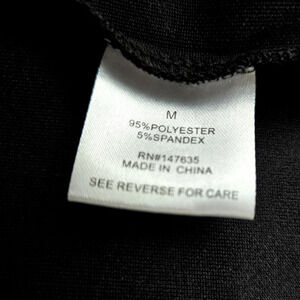 M
95%POLYESTER
5%SPANDEX
RN#147635
MADE IN CHINA
SEE REVERSE FOR CARE